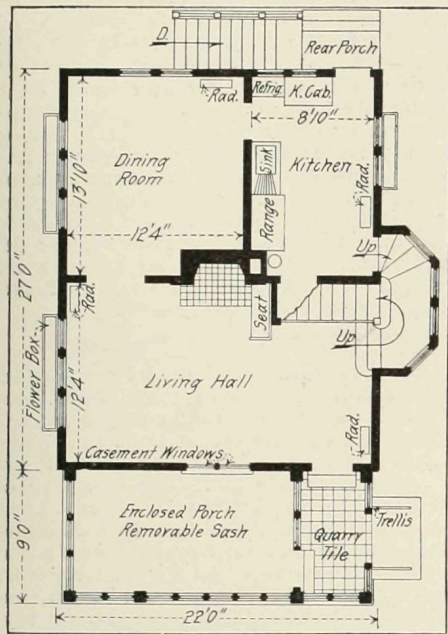 D.
Rear Porch
Refrig.
K. Cab.
Rad.
8'10"
Dining
Room
13'10"
Sink
Kitchen
Rad.
Range
12'4"
Up
27'0"
Rad.
Seat
Flower Box
12'4"
Up
Living Hall
Rad.
Casement Windows
Enclosed Porch
Removable Sash
Quarry
Tile
Trellis
9'0"
22'0"